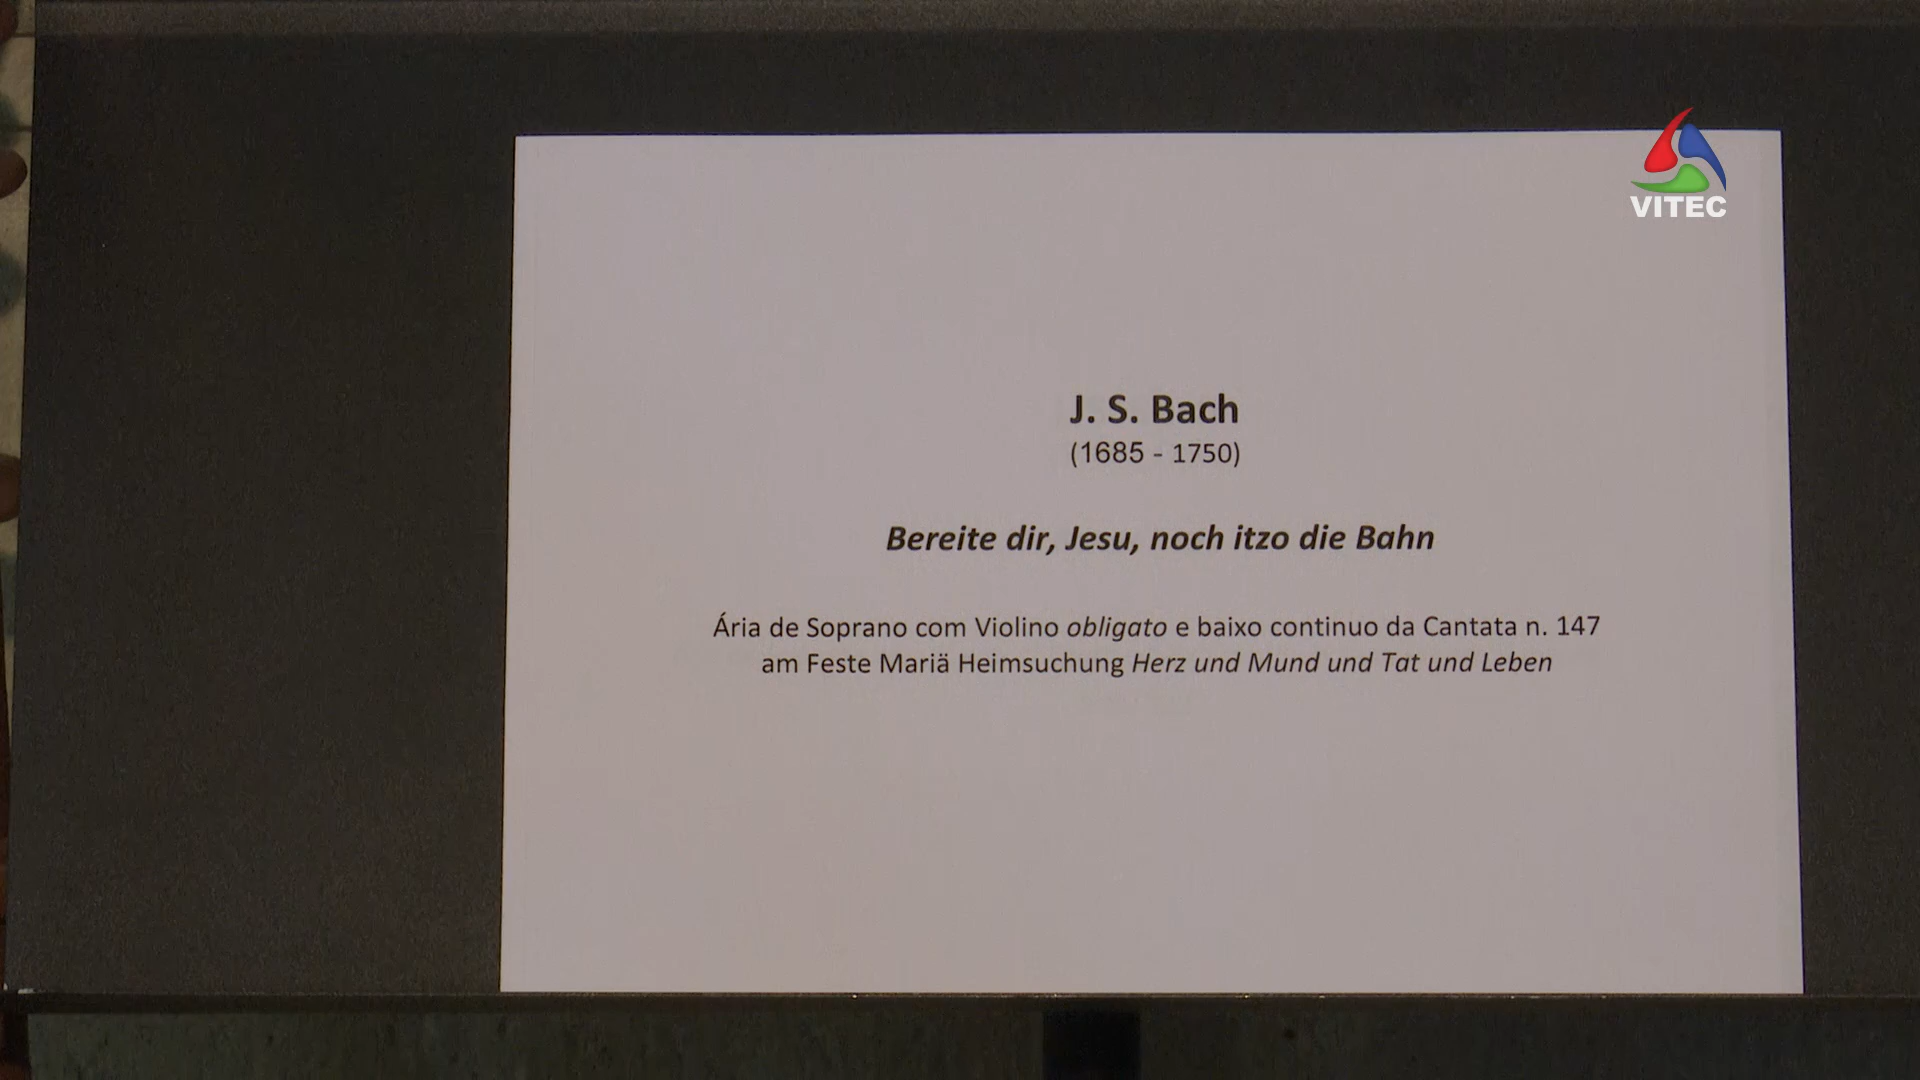 VITEC
J. S. Bach
(1685 - 1750)
Bereite dir, Jesu, noch itzo die Bahn
Ária de Soprano com Violino obligato e baixo continuo da Cantata n. 147
am Feste Mariä Heimsuchung Herz und Mund und Tat und Leben